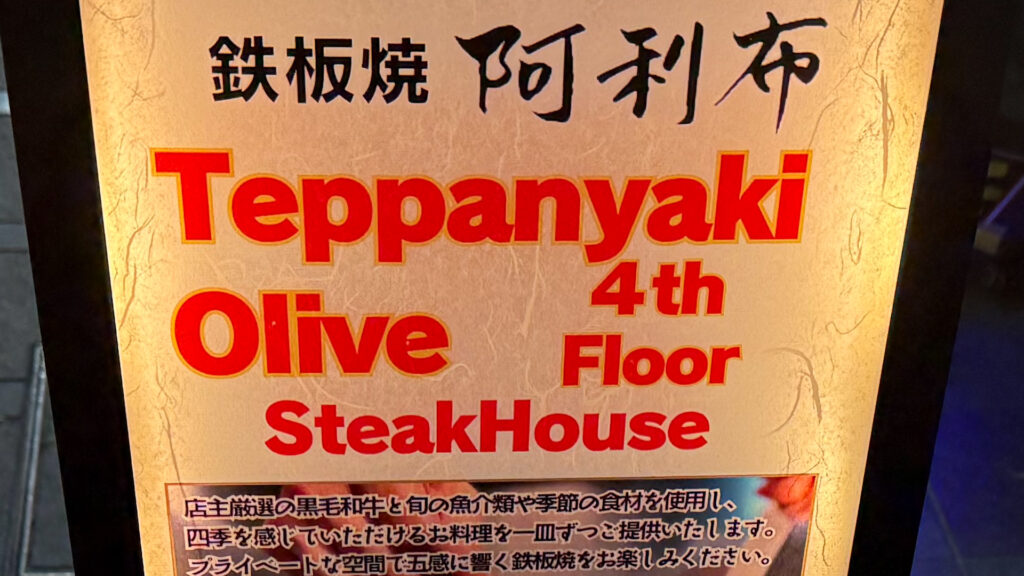 鉄板焼 阿利布
Teppanyaki
Olive 4th Floor
SteakHouse
店主厳選の黒毛和牛と旬の魚介類や季節の食材を使用し、
四季を感じていただけるお料理を一皿ずつご提供いたします。
プライベートな空間で五感に響く鉄板焼をお楽しみください。